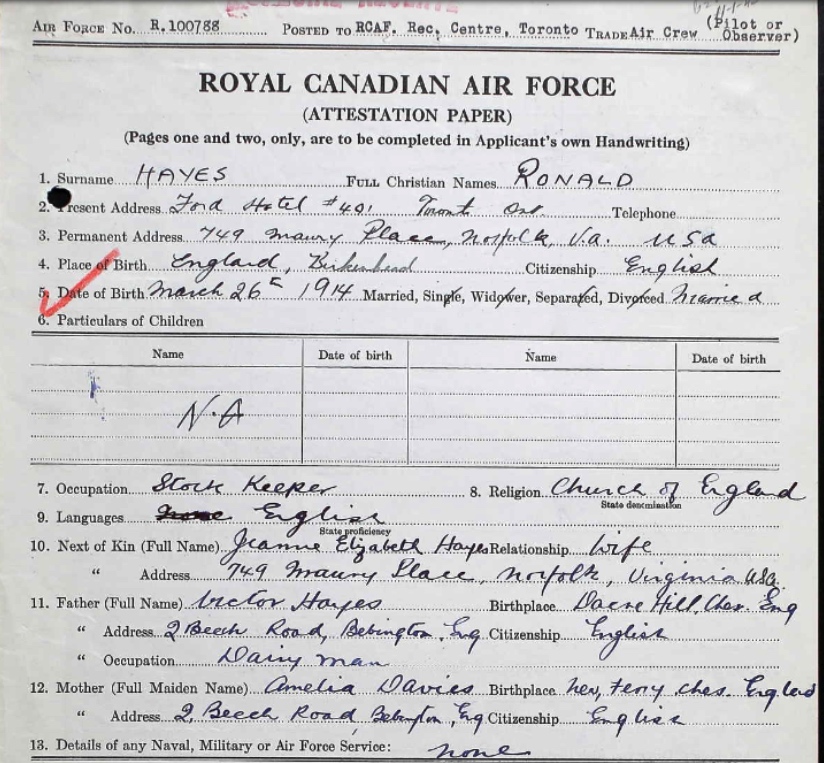 AIR FORCE NO. R.100788 POSTED TO RCAF. Rec. Centre, Toronto TRADE Air Crew (Pilot or Observer)
ROYAL CANADIAN AIR FORCE
(ATTESTATION PAPER)
(Pages one and two, only, are to be completed in Applicant's own Handwriting)
1. Surname HAYES FULL Christian Names RONALD
2. Present Address Ford Hotel #401 Toront Ont Telephone
3. Permanent Address 749 Maury Place, Norfolk, V.a. USA
4. Place of Birth England, Birkenhead Citizenship English
5. Date of Birth March 26th 1914 Married, Single, Widower, Separated, Divorced Married
6. Particulars of Children
Name Date of birth Name Date of birth
N.A
7. Occupation Stock Keeper 8. Religion Church of England
State denomination
9. Languages English
State proficiency
10. Next of Kin (Full Name) Jeanne Elizabeth Hayes Relationship Wife
" Address 749 Maury Place, Norfolk, Virginia USA.
11. Father (Full Name) Victor Hayes Birthplace Dacre Hill, Ches. Eng
" Address 2 Beech Road, Bebington, Eng Citizenship English
" Occupation Dairy man
12. Mother (Full Maiden Name) Amelia Davies Birthplace New Ferry Ches. England
" Address 2, Beech Road, Bebington, Eng Citizenship English
13. Details of any Naval, Military or Air Force Service: none